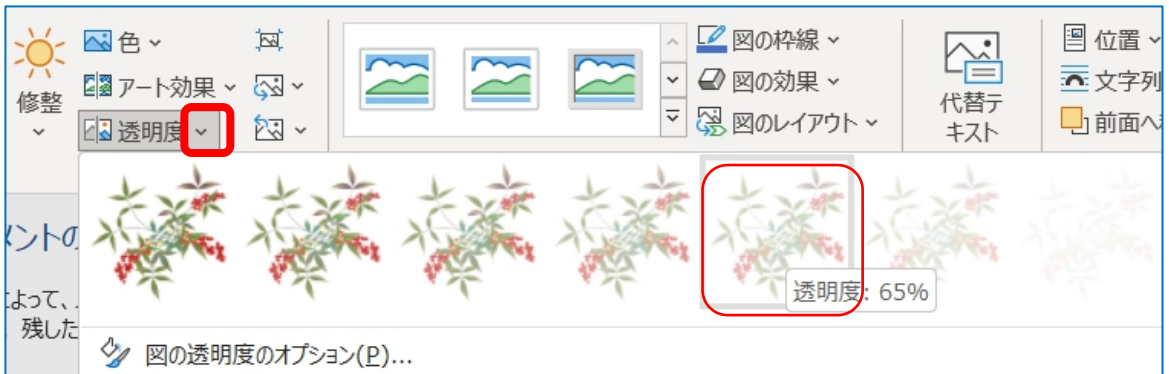 修整
色
アート効果
透明度
図の枠線
図の効果
図のレイアウト
代替テ
キスト
位置
文字列
前面へ
メントの
よって、
残した
透明度: 65%
図の透明度のオプション(P)...